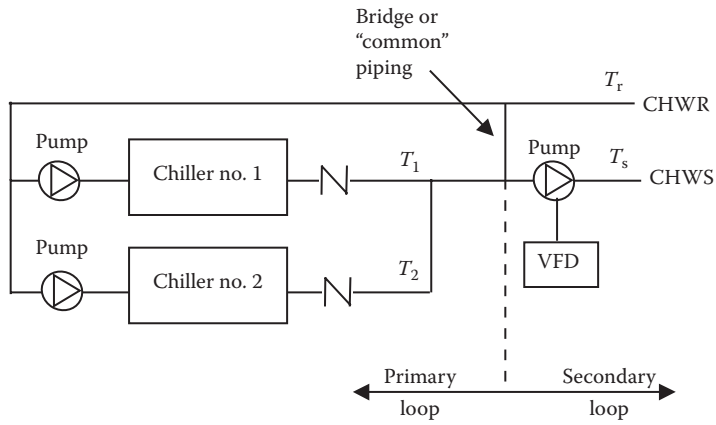 Bridge or
“common”
piping
T_r
CHWR
Pump
Chiller no. 1
T_1
Pump
T_s
CHWS
Pump
Chiller no. 2
T_2
VFD
Primary
loop
Secondary
loop